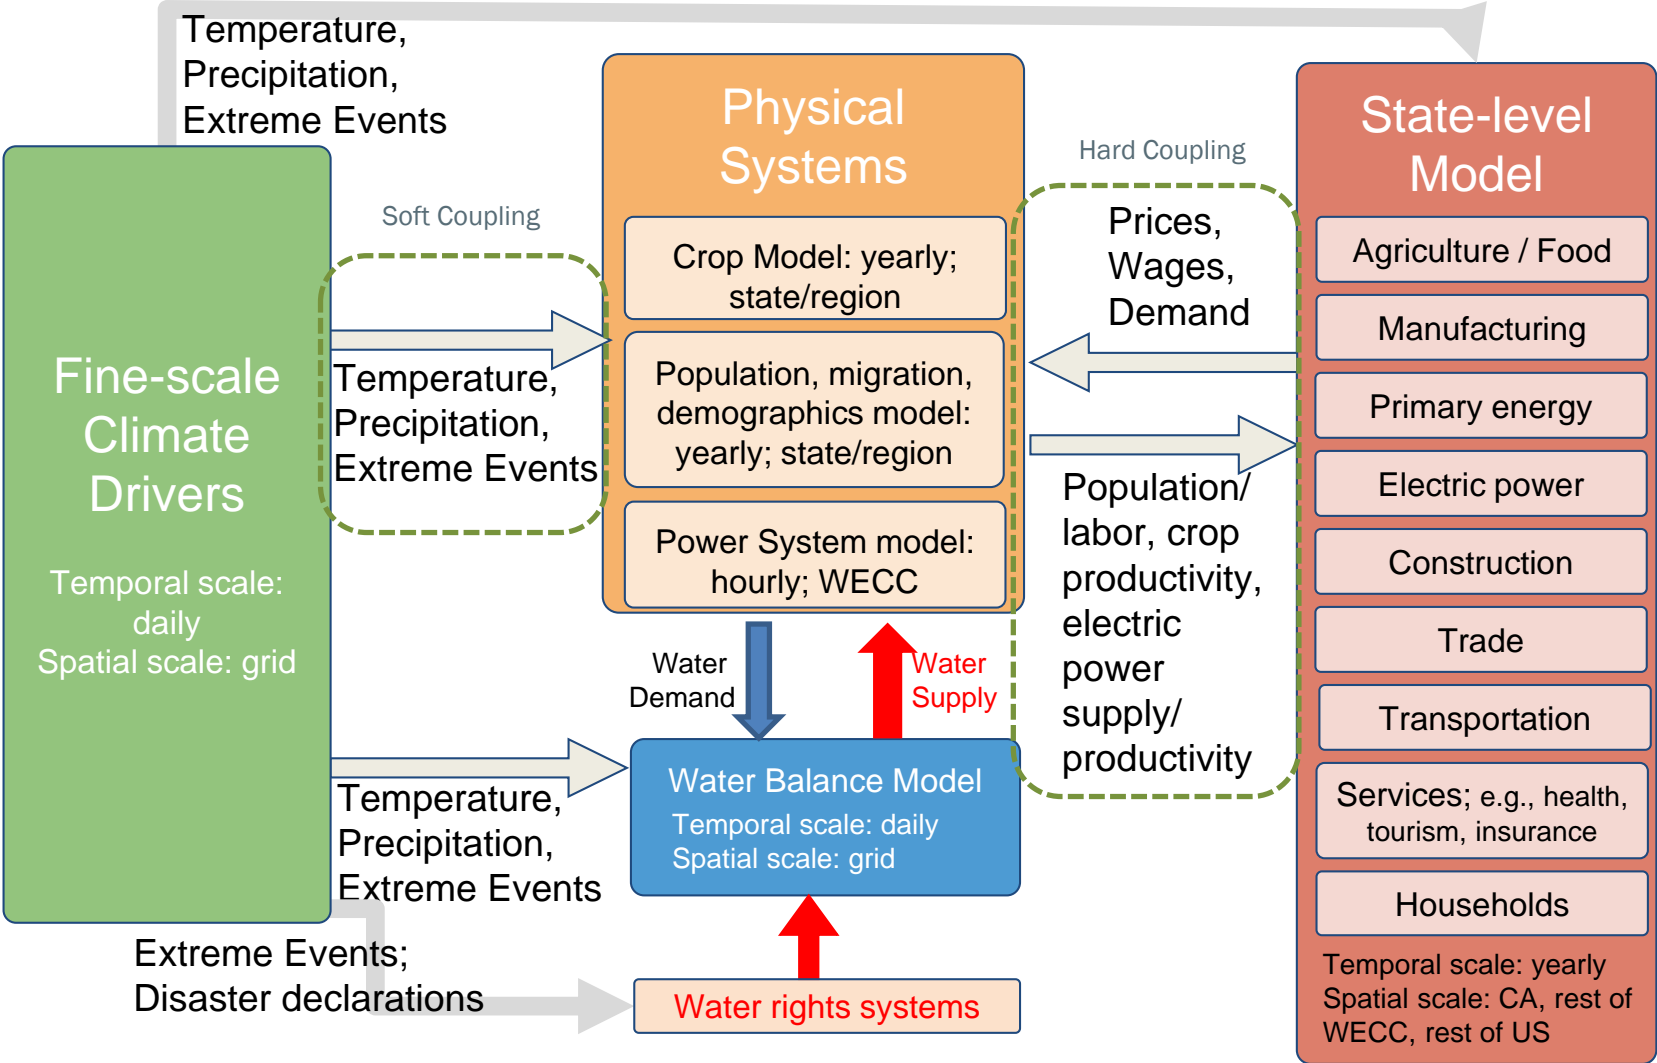 Temperature,
Precipitation,
Extreme Events
Fine-scale
Climate
Drivers
Temporal scale:
daily
Spatial scale: grid
Soft Coupling
Temperature,
Precipitation,
Extreme Events
Physical
Systems
Crop Model: yearly;
state/region
Population, migration,
demographics model:
yearly; state/region
Power System model:
hourly; WECC
Water
Demand
Water
Supply
Hard Coupling
Prices,
Wages,
Demand
Population/
labor, crop
productivity,
electric
power
supply/
productivity
State-level
Model
Agriculture / Food
Manufacturing
Primary energy
Electric power
Construction
Trade
Transportation
Services; e.g., health,
tourism, insurance
Households
Temporal scale: yearly
Spatial scale: CA, rest of
WECC, rest of US
Temperature,
Precipitation,
Extreme Events
Water Balance Model
Temporal scale: daily
Spatial scale: grid
Extreme Events;
Disaster declarations
Water rights systems